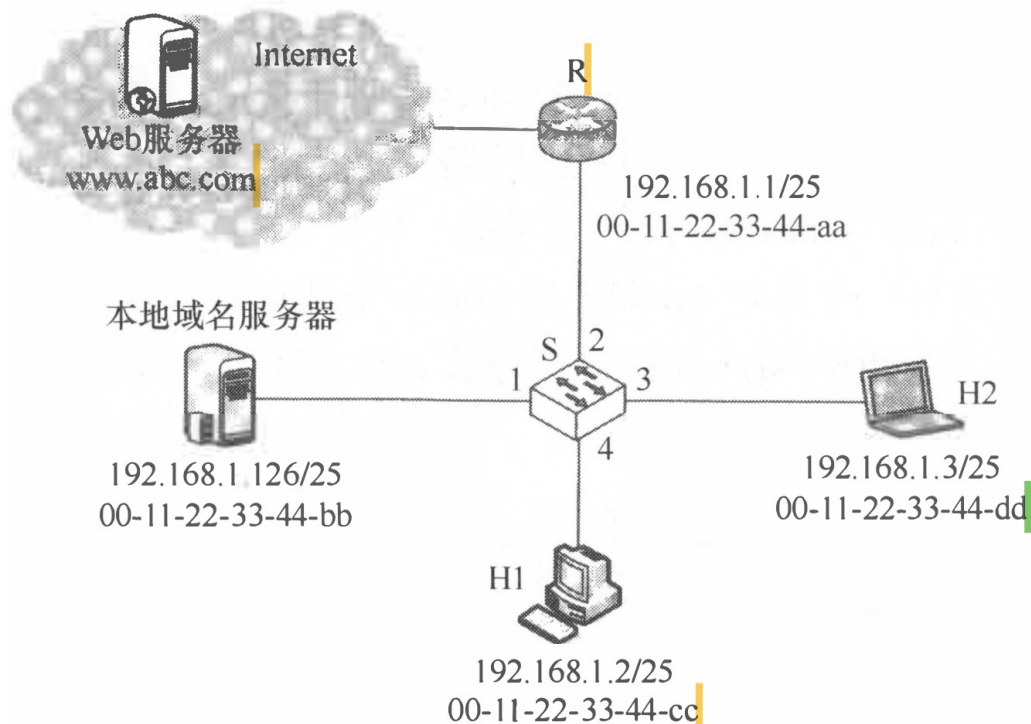 Internet
Web服务器
www.abc.com
R
192.168.1.1/25
00-11-22-33-44-aa
本地域名服务器
S
2
1
3
4
H2
192.168.1.126/25
00-11-22-33-44-bb
192.168.1.3/25
00-11-22-33-44-dd
H1
192.168.1.2/25
00-11-22-33-44-cc